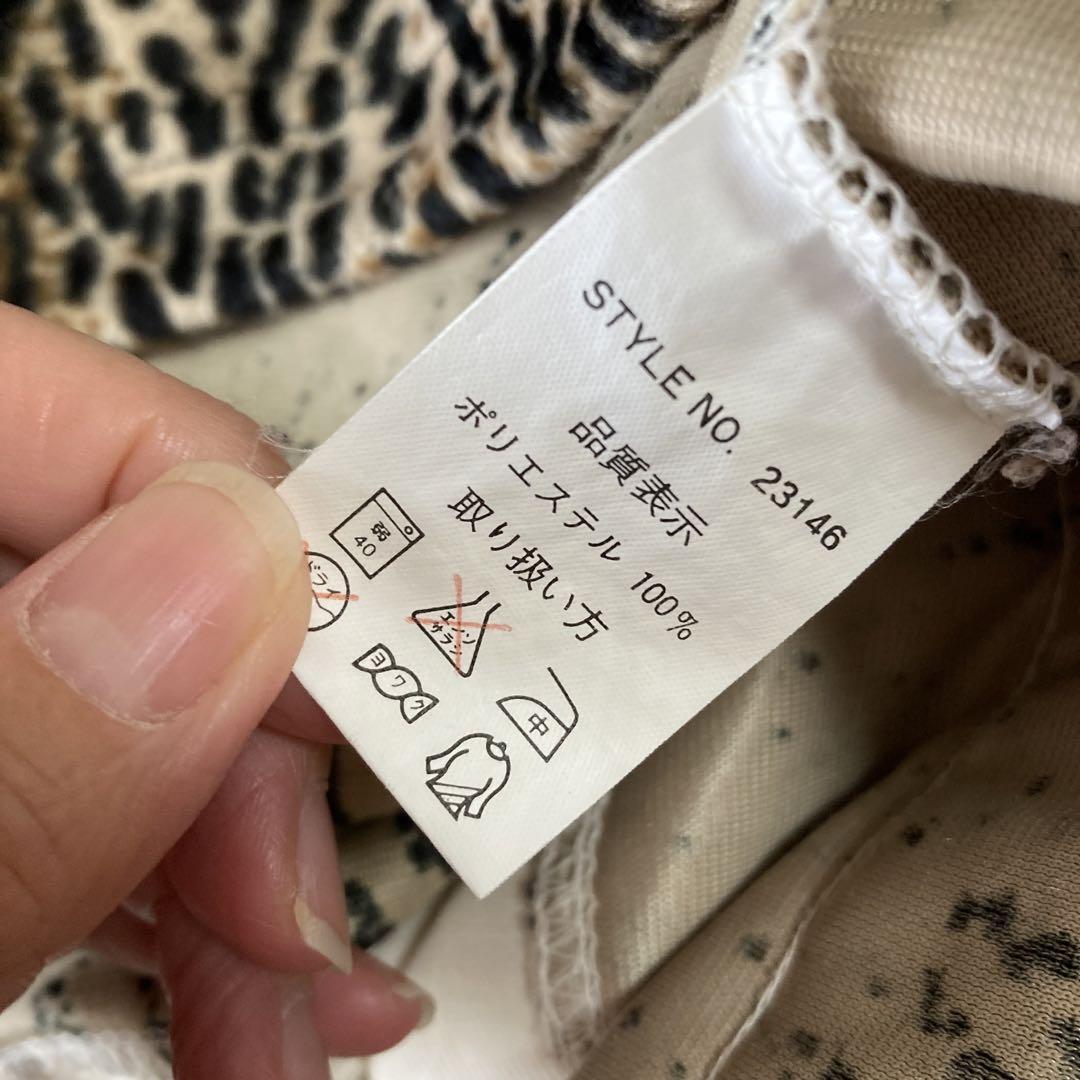 STYLE NO. 23146
品質表示
ポリエステル 100%
取り扱い方
弱
40
ドライ
エンソ
サラシ
ヨワク
中